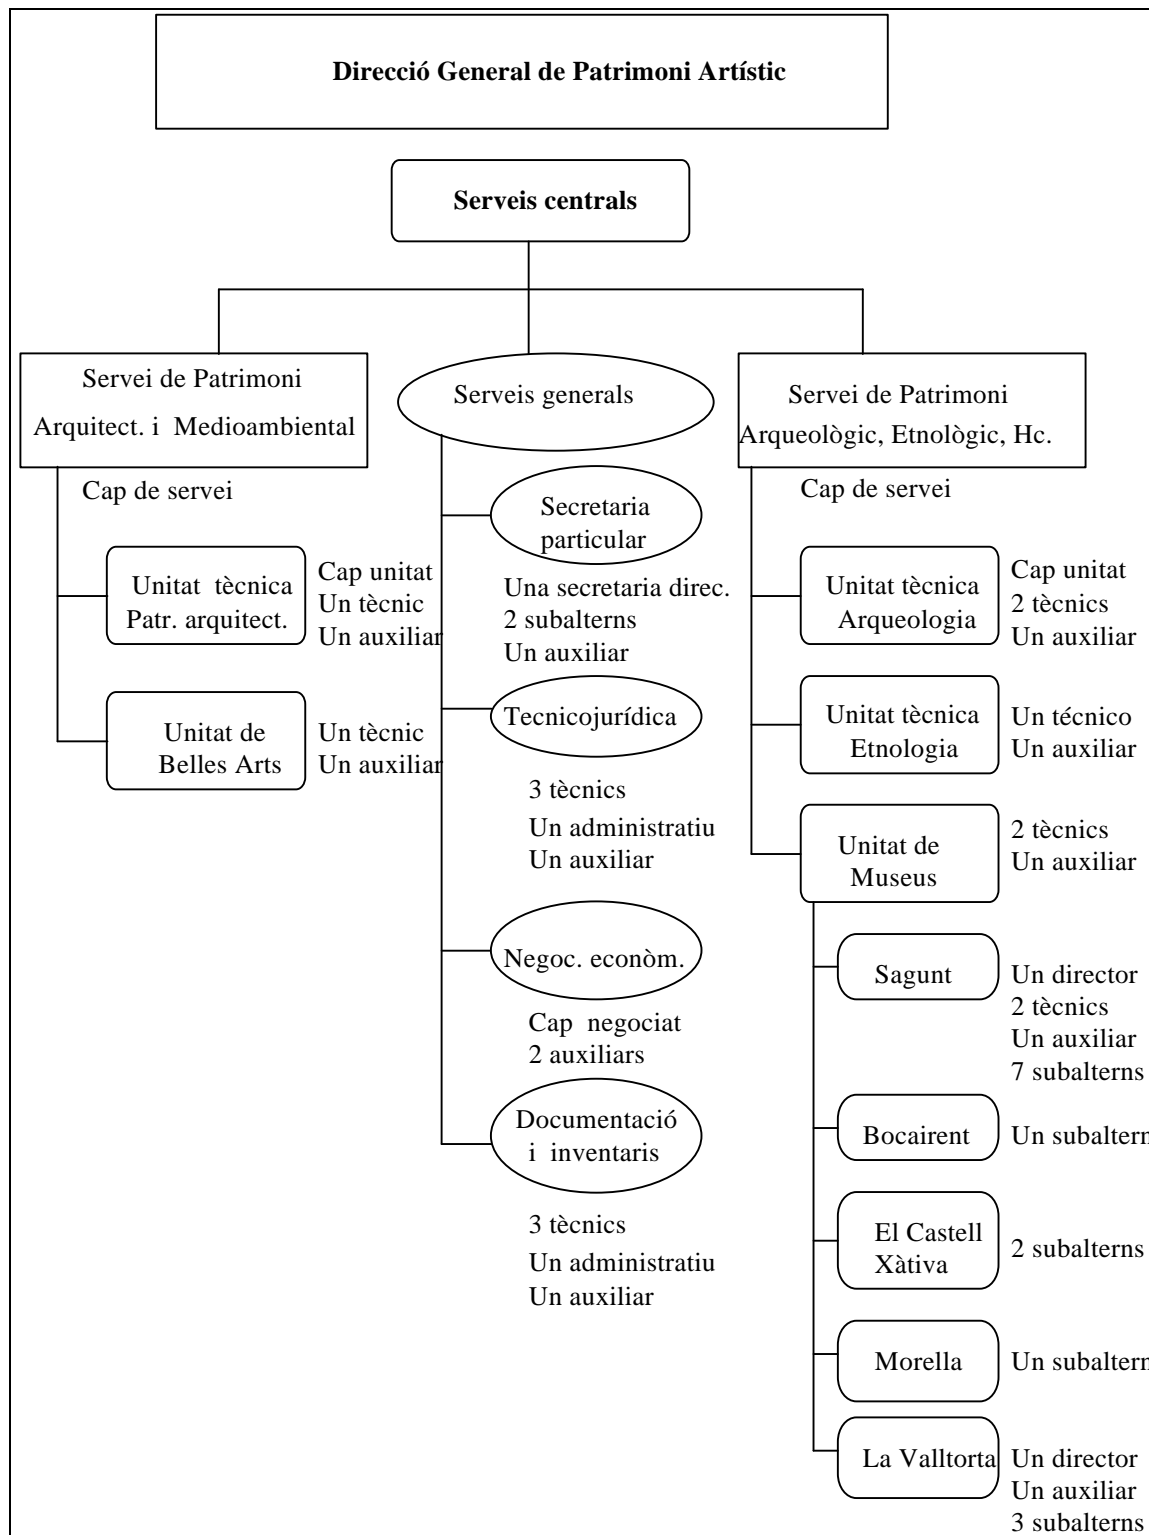 Direcció General de Patrimoni Artístic
Serveis centrals
Servei de Patrimoni
Arquitect. i Medioambiental
Cap de servei
Unitat tècnica
Patr. arquitect.
Cap unitat
Un tècnic
Un auxiliar
Unitat de
Belles Arts
Un tècnic
Un auxiliar
Serveis generals
Secretaria
particular
Una secretaria direc.
2 subalterns
Un auxiliar
Tecnicojurídica
3 tècnics
Un administratiu
Un auxiliar
Negoc. econòm.
Cap negociat
2 auxiliars
Documentació
i inventaris
3 tècnics
Un administratiu
Un auxiliar
Servei de Patrimoni
Arqueològic, Etnològic, Hc.
Cap de servei
Unitat tècnica
Arqueologia
Cap unitat
2 tècnics
Un auxiliar
Unitat tècnica
Etnologia
Un técnico
Un auxiliar
Unitat de
Museus
2 tècnics
Un auxiliar
Sagunt
Un director
2 tècnics
Un auxiliar
7 subalterns
Bocairent
Un subaltern
El Castell
Xàtiva
2 subalterns
Morella
Un subaltern
La Valltorta
Un director
Un auxiliar
3 subalterns